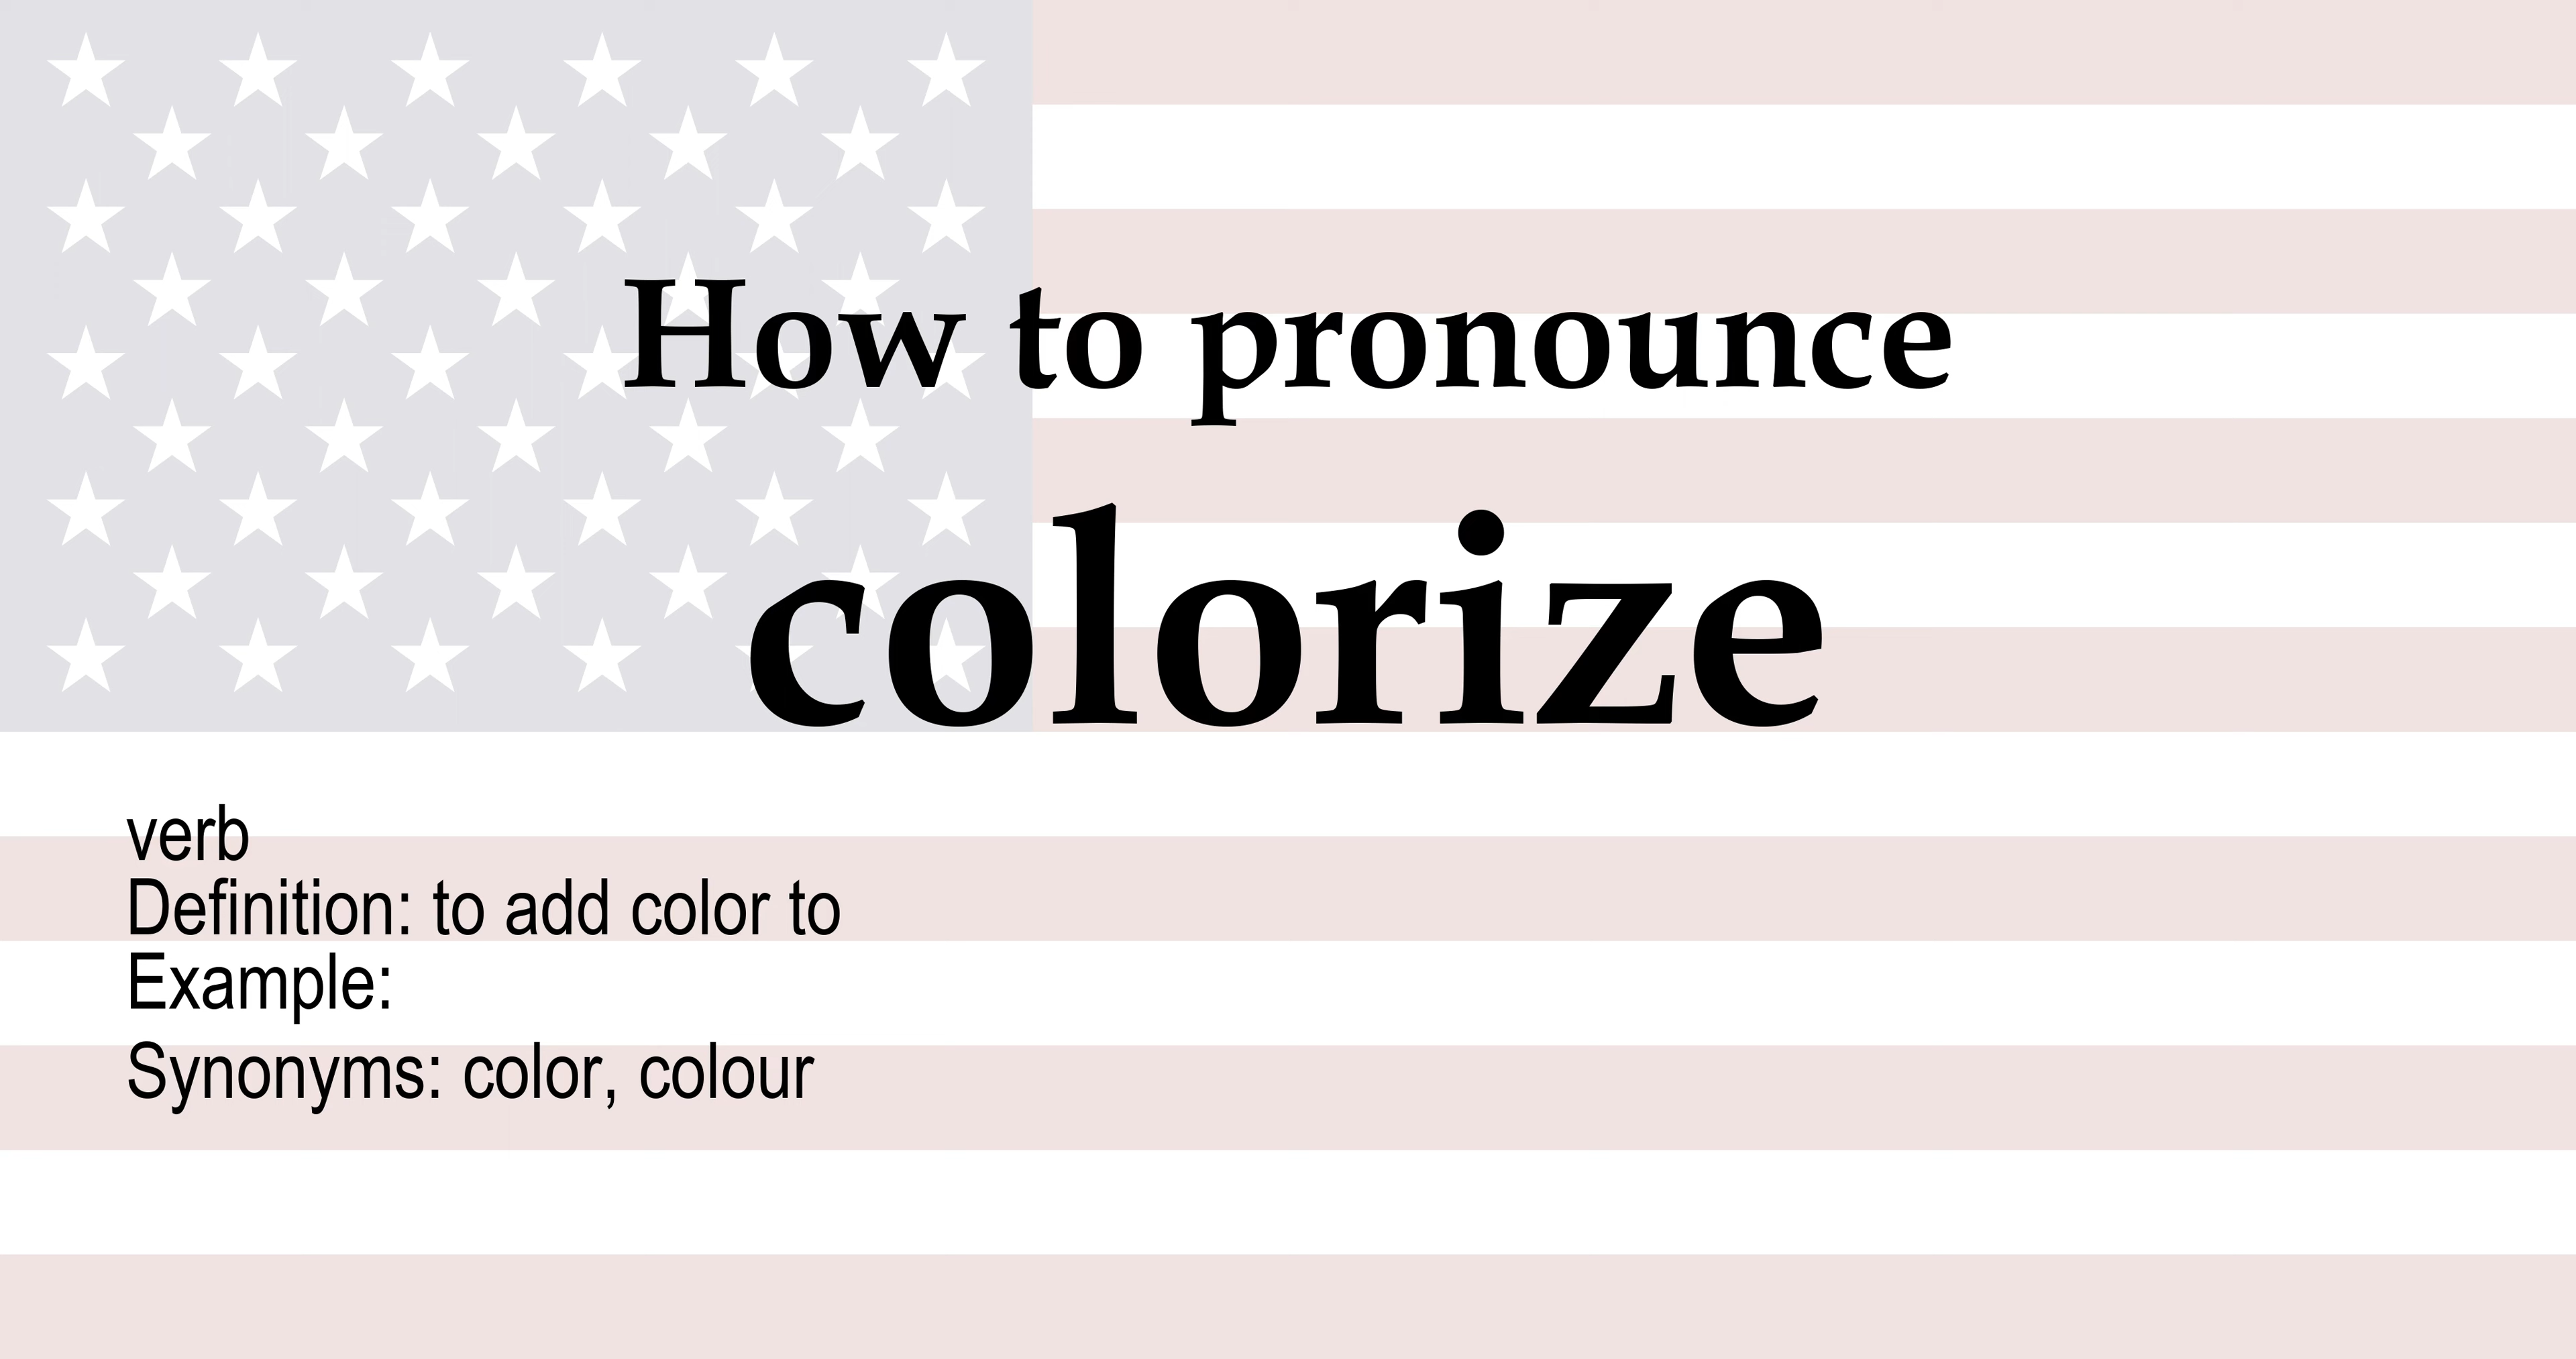 How to pronounce
colorize
verb
Definition: to add color to
Example:
Synonyms: color, colour